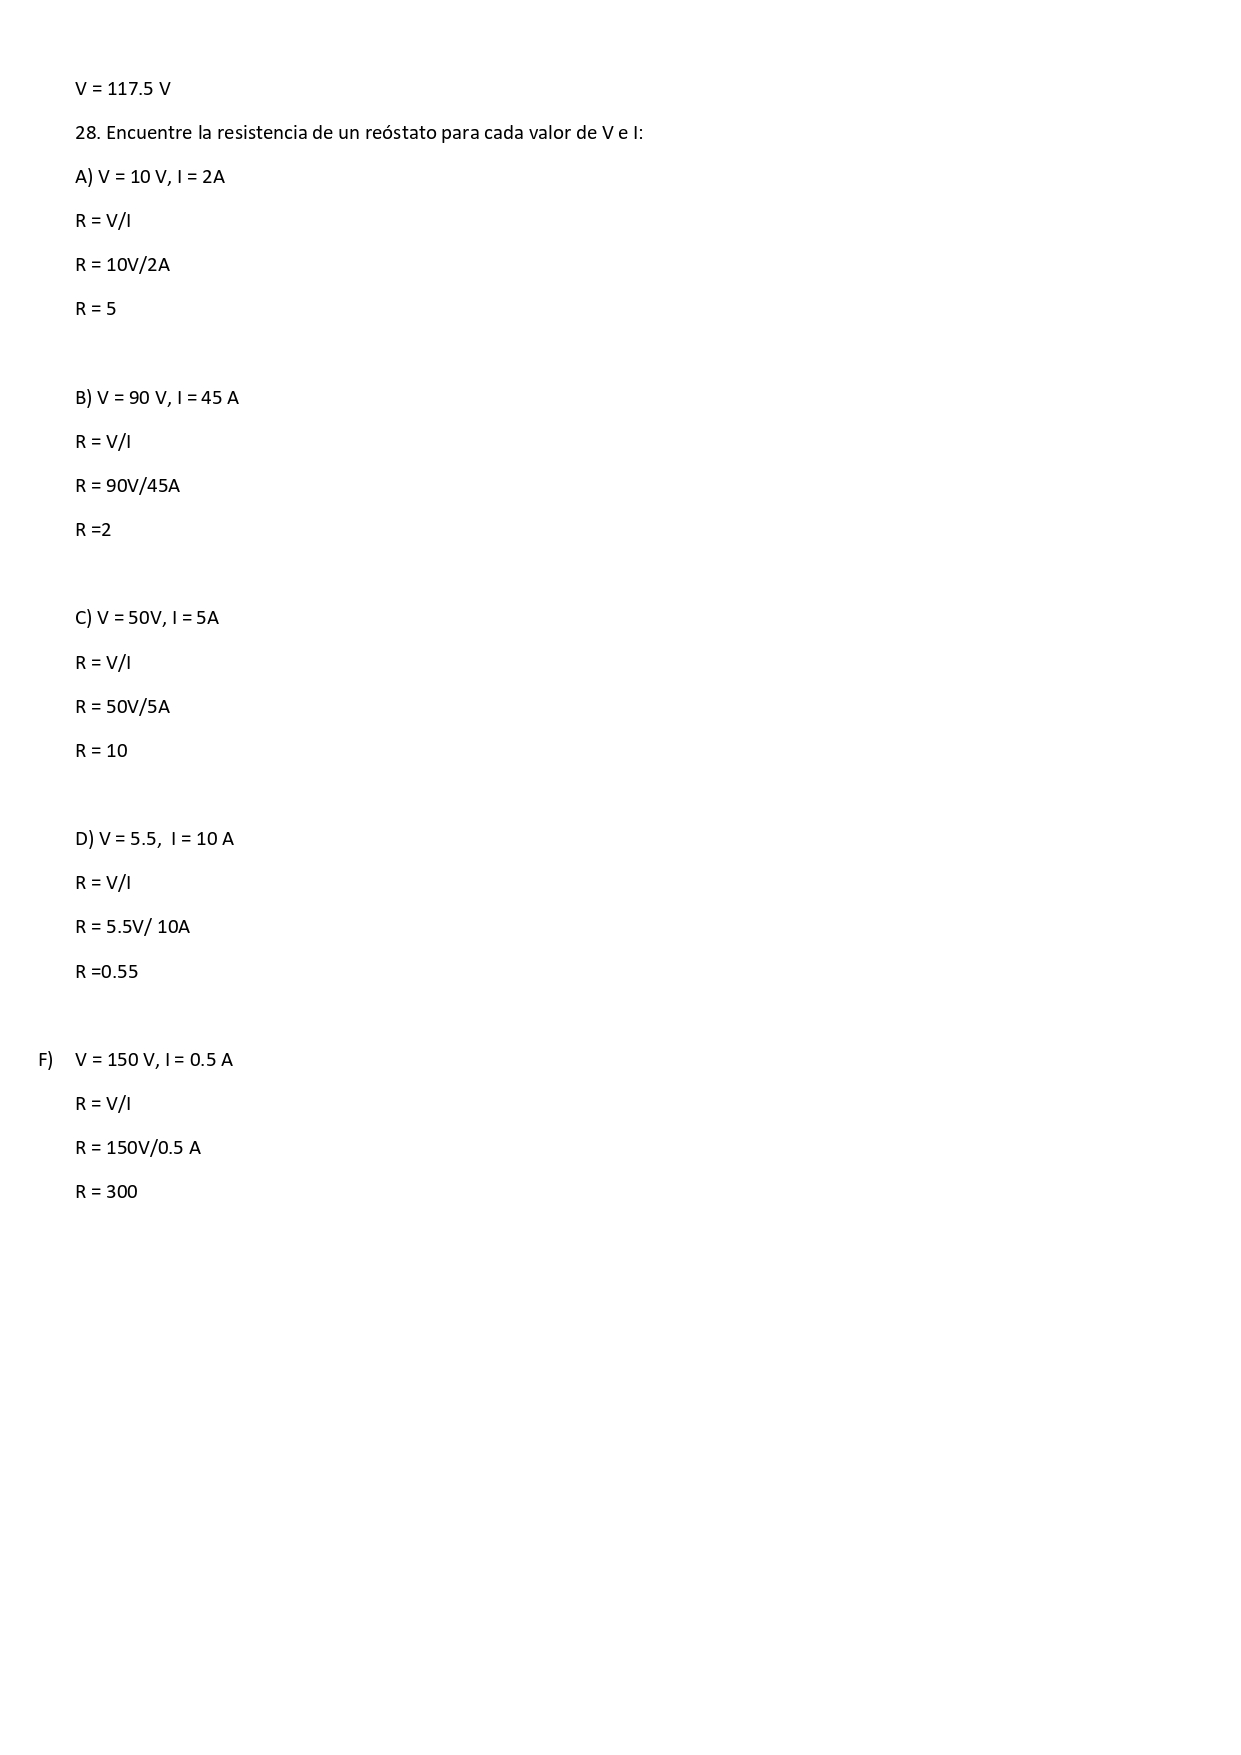 V = 117.5 V
28. Encuentre la resistencia de un reóstato para cada valor de V e I:
A) V = 10 V, I = 2A
R = V/I
R = 10V/2A
R = 5
B) V = 90 V, I = 45 A
R = V/I
R = 90V/45A
R =2
C) V = 50V, I = 5A
R = V/I
R = 50V/5A
R = 10
D) V = 5.5,  I = 10 A
R = V/I
R = 5.5V/ 10A
R =0.55
F) V = 150 V, I = 0.5 A
R = V/I
R = 150V/0.5 A
R = 300